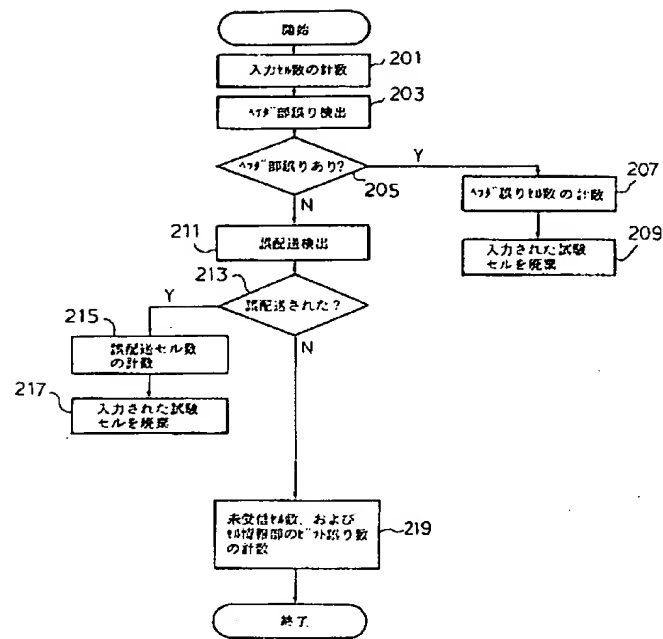 開始
入力ｾﾙ数の計数
201
ﾍｯﾀﾞ部誤り検出
203
ﾍｯﾀﾞ部誤りあり?
Y
205
N
ﾍｯﾀﾞ誤りｾﾙ数の計数
207
入力された試験
セルを廃棄
209
211
誤配送検出
213
誤配送された?
Y
N
215
誤配送セル数
の計数
217
入力された試験
セルを廃棄
未受信ｾﾙ数、および
ｾﾙ情報部のﾋﾞｯﾄ誤り数
の計数
219
終了